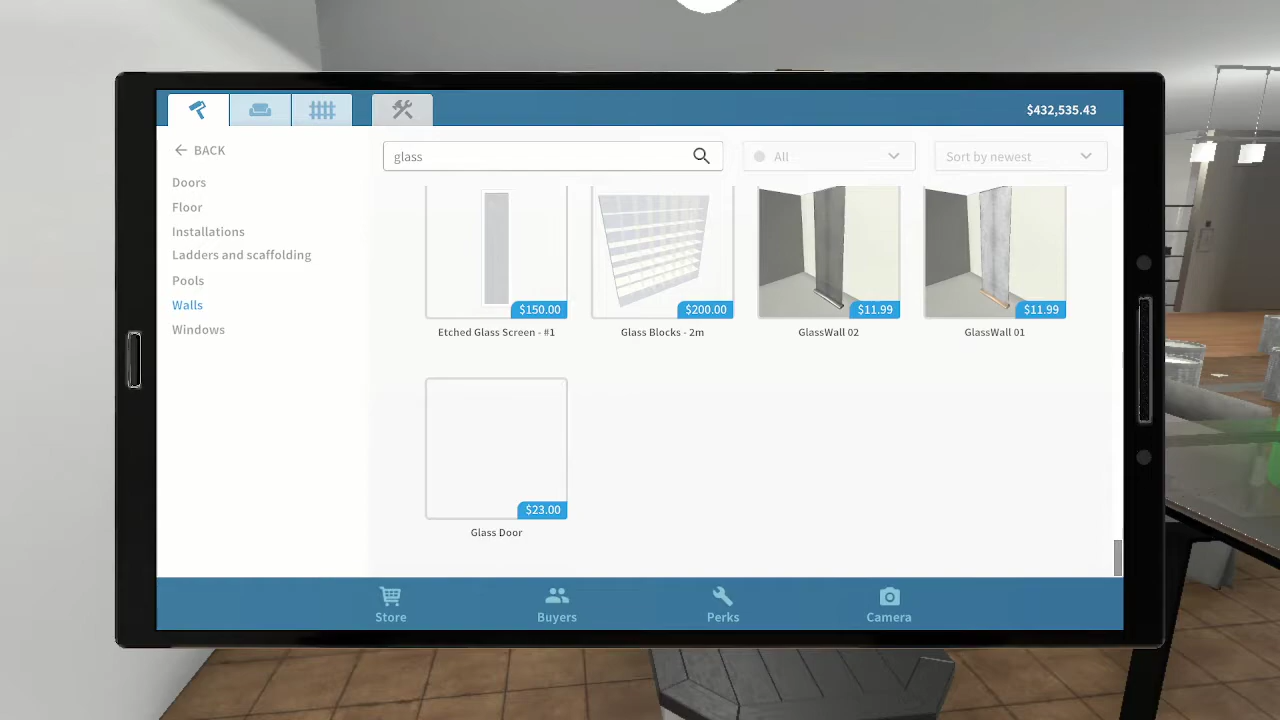 $432,535.43
BACK
glass
All
Sort by newest
Doors
Floor
Installations
Ladders and scaffolding
Pools
Walls
Windows
$150.00
$200.00
$11.99
$11.99
Etched Glass Screen - #1
Glass Blocks - 2m
GlassWall 02
GlassWall 01
$23.00
Glass Door
Store
Buyers
Perks
Camera